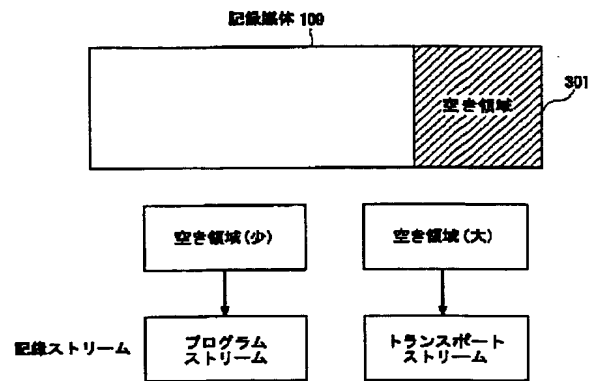 記録媒体 109
空き領域
301
空き領域(少)
空き領域(大)
記録ストリーム
プログラム
ストリーム
トランスポート
ストリーム